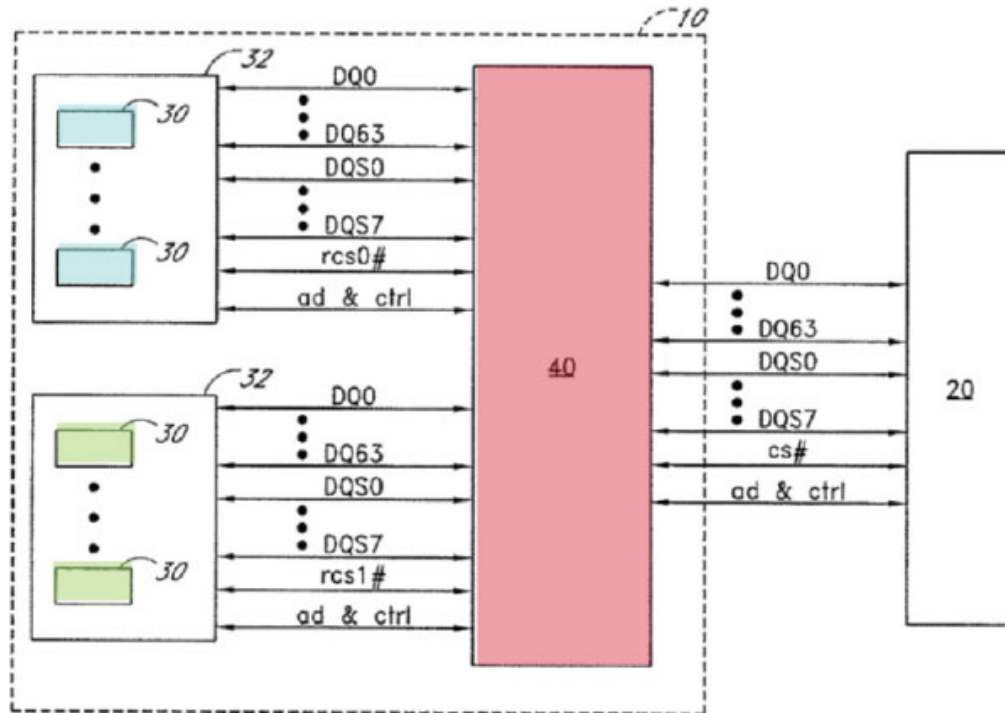 10
32
30
30
DQ0
DQ63
DQS0
DQS7
rcs0#
ad & ctrl
32
30
30
DQ0
DQ63
DQS0
DQS7
rcs1#
ad & ctrl
40
DQ0
DQ63
DQS0
DQS7
cs#
ad & ctrl
20